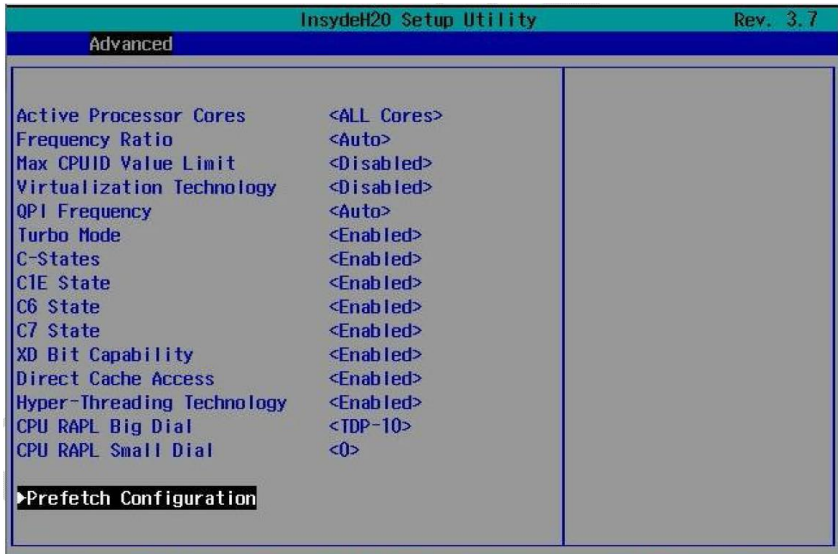 InsydeH2O Setup Utility Rev. 3.7
Advanced
Active Processor Cores <ALL Cores>
Frequency Ratio <Auto>
Max CPUID Value Limit <Disabled>
Virtualization Technology <Disabled>
QPI Frequency <Auto>
Turbo Mode <Enabled>
C-States <Enabled>
C1E State <Enabled>
C6 State <Enabled>
C7 State <Enabled>
XD Bit Capability <Enabled>
Direct Cache Access <Enabled>
Hyper-Threading Technology <Enabled>
CPU RAPL Big Dial <TDP-10>
CPU RAPL Small Dial <0>
▶Prefetch Configuration